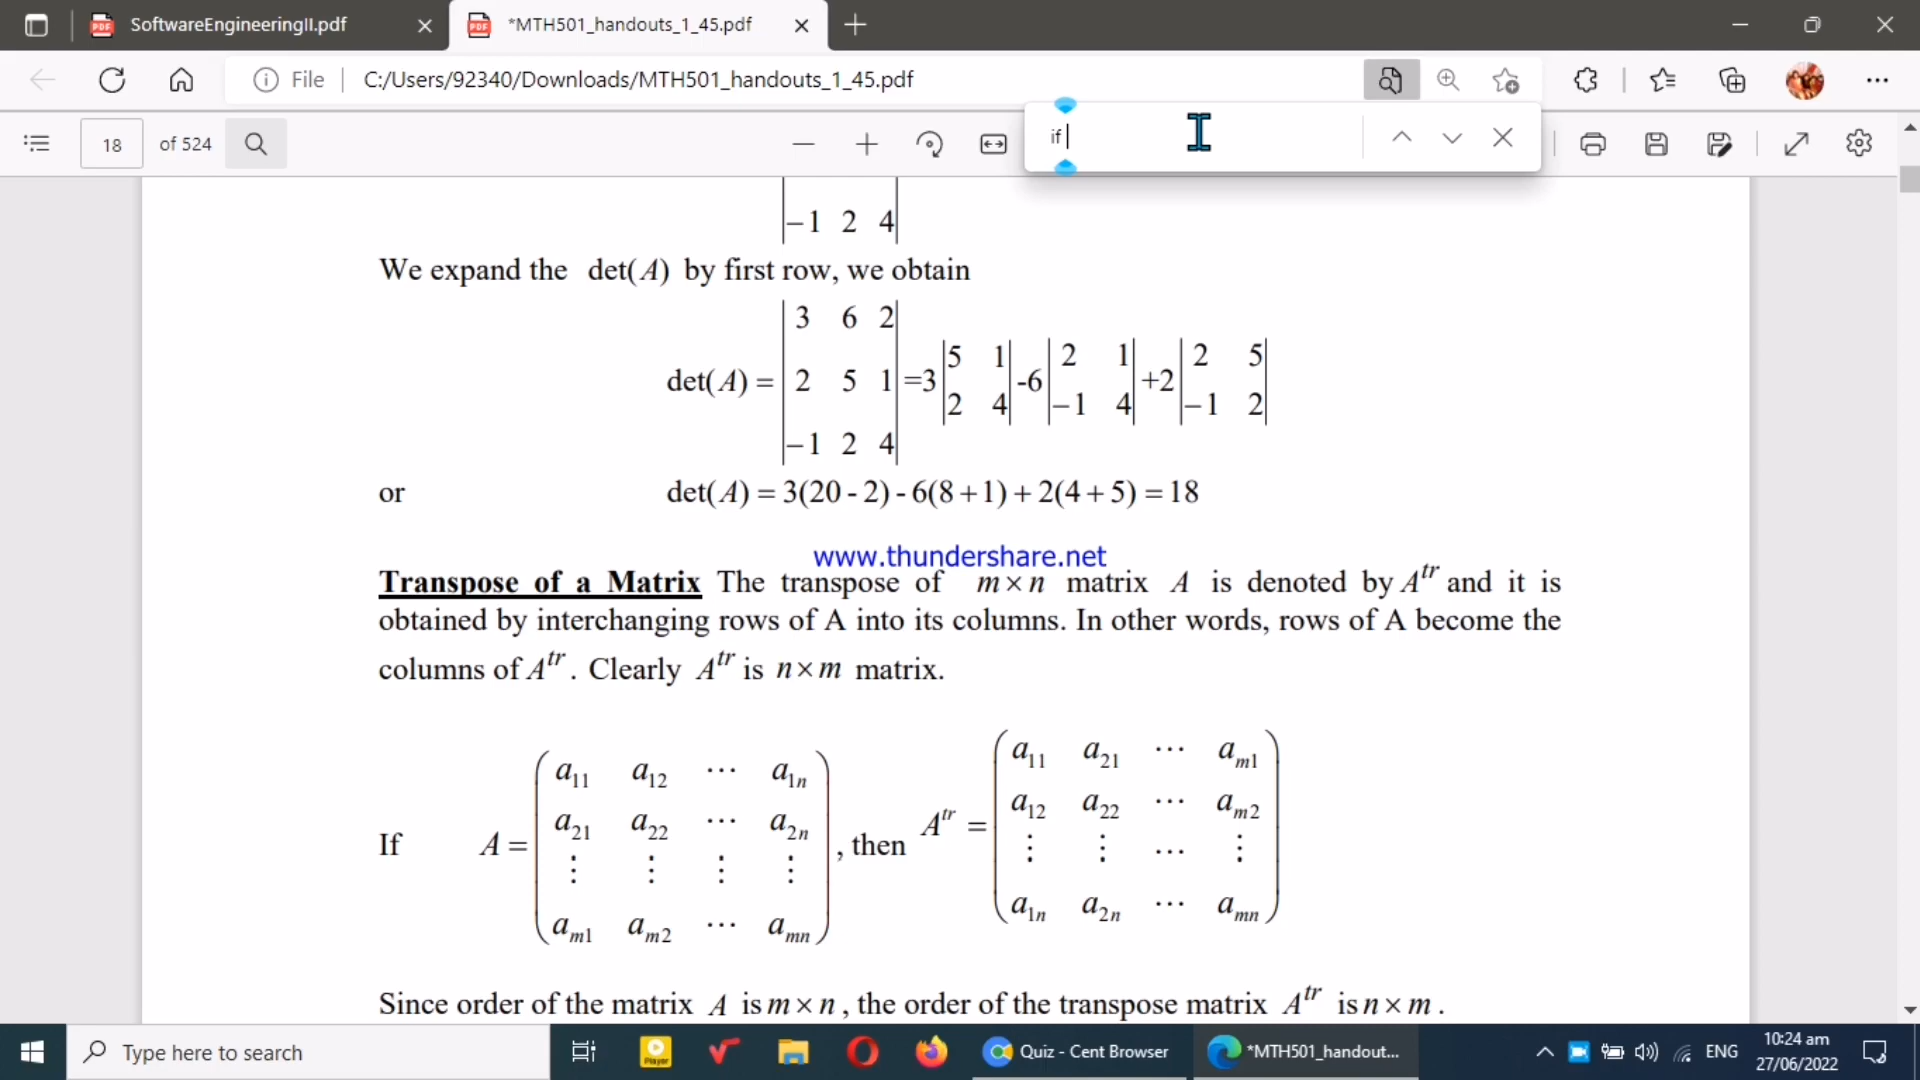 SoftwareEngineeringII.pdf
*MTH501_handouts_1_45.pdf
File
C:/Users/92340/Downloads/MTH501_handouts_1_45.pdf
18
of 524
if
−1 2 4
We expand the det(A) by first row, we obtain
det(A) = |3 6 2; 2 5 1; −1 2 4| =3 |5 1; 2 4| -6 |2 1; −1 4| +2 |2 5; −1 2|
or det(A) = 3(20 - 2) - 6(8 + 1) + 2(4 + 5) = 18
www.thundershare.net
Transpose of a Matrix The transpose of m × n matrix A is denoted by A^tr and it is
obtained by interchanging rows of A into its columns. In other words, rows of A become the
columns of A^tr . Clearly A^tr is n × m matrix.
If A = (a11 a12 ⋯ a1n; a21 a22 ⋯ a2n; ⋮ ⋮ ⋮ ⋮; am1 am2 ⋯ amn) , then A^tr = (a11 a21 ⋯ am1; a12 a22 ⋯ am2; ⋮ ⋮ ⋯ ⋮; a1n a2n ⋯ amn)
Since order of the matrix A is m × n , the order of the transpose matrix A^tr is n × m .
Type here to search
Player
Quiz - Cent Browser
*MTH501_handout...
ENG
10:24 am
27/06/2022